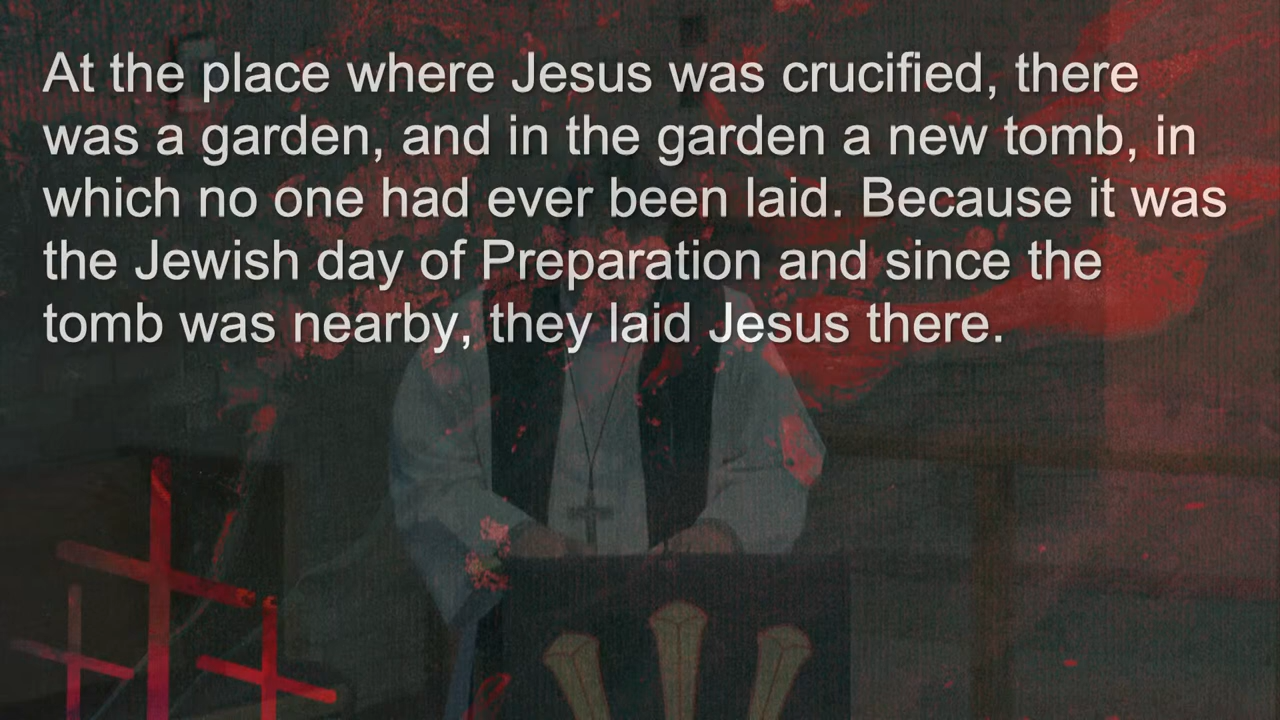 At the place where Jesus was crucified, there
was a garden, and in the garden a new tomb, in
which no one had ever been laid. Because it was
the Jewish day of Preparation and since the
tomb was nearby, they laid Jesus there.